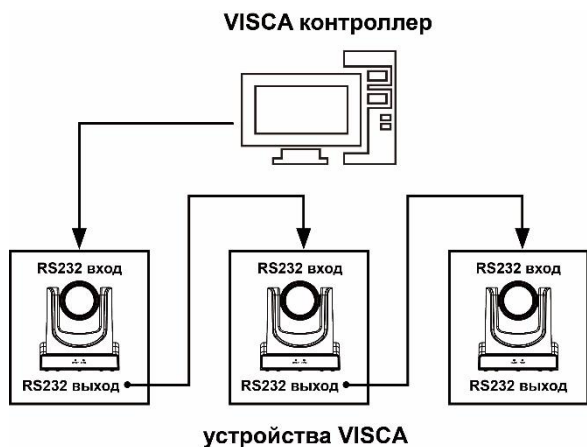 VISCA контроллер
RS232 вход
RS232 вход
RS232 вход
RS232 выход
RS232 выход
RS232 выход
устройства VISCA